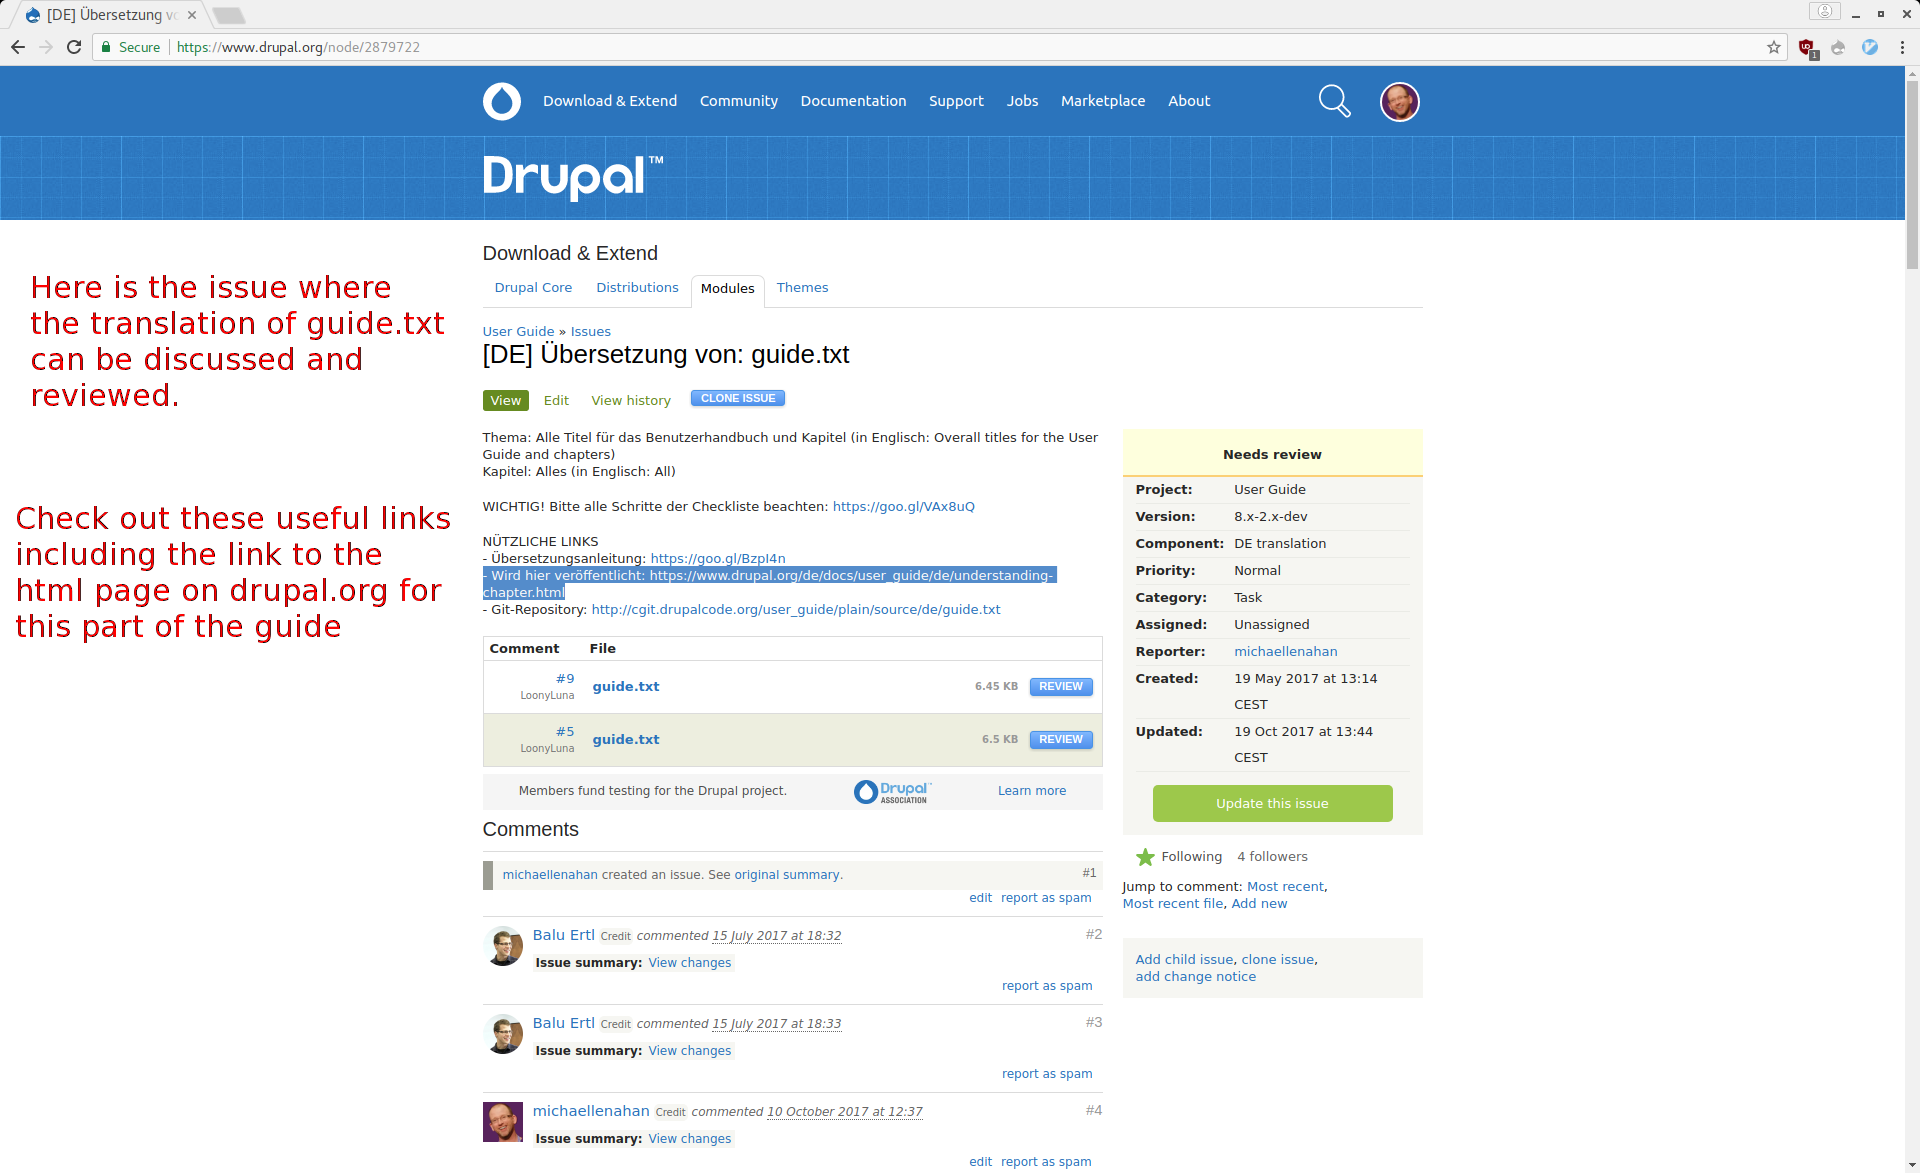 [DE] Übersetzung v
Secure https://www.drupal.org/node/2879722
1
Download & Extend Community Documentation Support Jobs Marketplace About
Drupal™
Here is the issue where
the translation of guide.txt
can be discussed and
reviewed.
Check out these useful links
including the link to the
html page on drupal.org for
this part of the guide
Download & Extend
Drupal Core Distributions Modules Themes
User Guide » Issues
[DE] Übersetzung von: guide.txt
View Edit View history CLONE ISSUE
Thema: Alle Titel für das Benutzerhandbuch und Kapitel (in Englisch: Overall titles for the User
Guide and chapters)
Kapitel: Alles (in Englisch: All)
WICHTIG! Bitte alle Schritte der Checkliste beachten: https://goo.gl/VAx8uQ
NÜTZLICHE LINKS
- Übersetzungsanleitung: https://goo.gl/BzpI4n
- Wird hier veröffentlicht: https://www.drupal.org/de/docs/user_guide/de/understanding-
chapter.html
- Git-Repository: http://cgit.drupalcode.org/user_guide/plain/source/de/guide.txt
Comment File
#9
LoonyLuna
guide.txt 6.45 KB REVIEW
#5
LoonyLuna
guide.txt 6.5 KB REVIEW
Members fund testing for the Drupal project. Drupal™ ASSOCIATION Learn more
Comments
michaellenahan created an issue. See original summary. #1
edit report as spam
Balu Ertl Credit commented 15 July 2017 at 18:32 #2
Issue summary: View changes
report as spam
Balu Ertl Credit commented 15 July 2017 at 18:33 #3
Issue summary: View changes
report as spam
michaellenahan Credit commented 10 October 2017 at 12:37 #4
Issue summary: View changes
edit report as spam
Needs review
Project: User Guide
Version: 8.x-2.x-dev
Component: DE translation
Priority: Normal
Category: Task
Assigned: Unassigned
Reporter: michaellenahan
Created: 19 May 2017 at 13:14
CEST
Updated: 19 Oct 2017 at 13:44
CEST
Update this issue
Following 4 followers
Jump to comment: Most recent,
Most recent file, Add new
Add child issue, clone issue,
add change notice